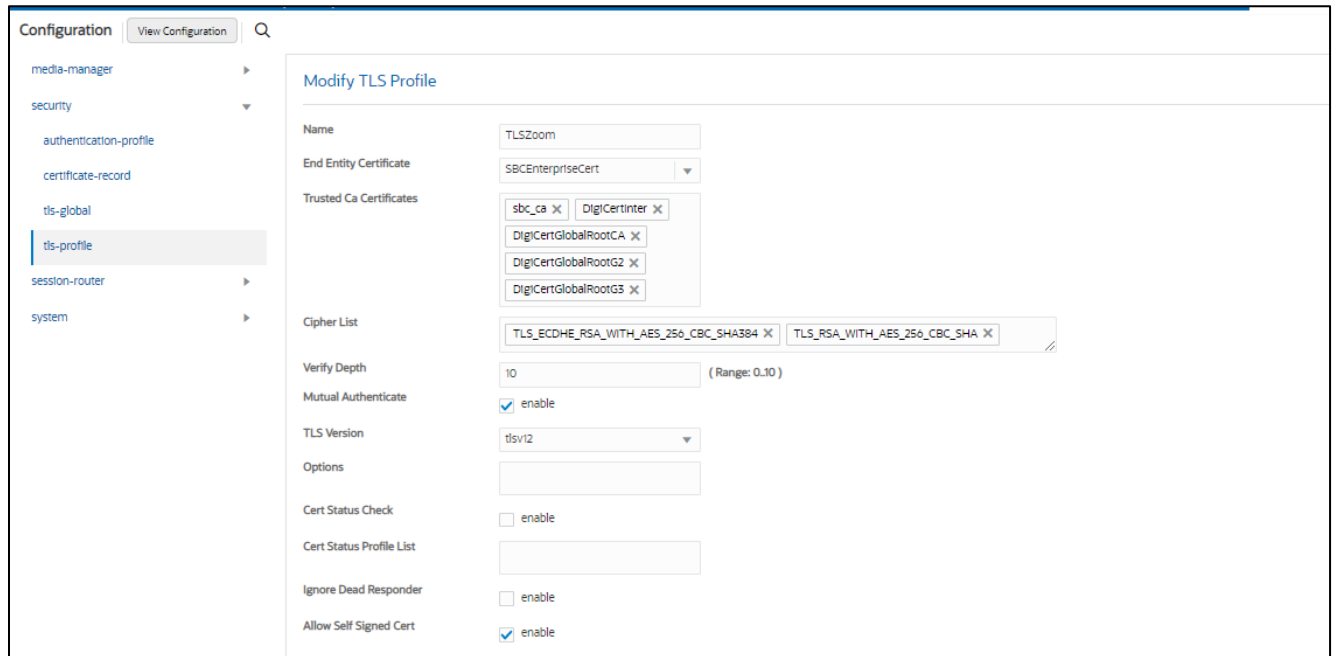 Configuration View Configuration
media-manager
security
authentication-profile
certificate-record
tls-global
tls-profile
session-router
system
Modify TLS Profile
Name TLSZoom
End Entity Certificate SBCEnterpriseCert
Trusted Ca Certificates sbc_ca X DigiCertInter X
DigiCertGlobalRootCA X
DigiCertGlobalRootG2 X
DigiCertGlobalRootG3 X
Cipher List TLS_ECDHE_RSA_WITH_AES_256_CBC_SHA384 X TLS_RSA_WITH_AES_256_CBC_SHA X
Verify Depth 10 ( Range: 0..10 )
Mutual Authenticate enable
TLS Version tlsv12
Options
Cert Status Check enable
Cert Status Profile List
Ignore Dead Responder enable
Allow Self Signed Cert enable